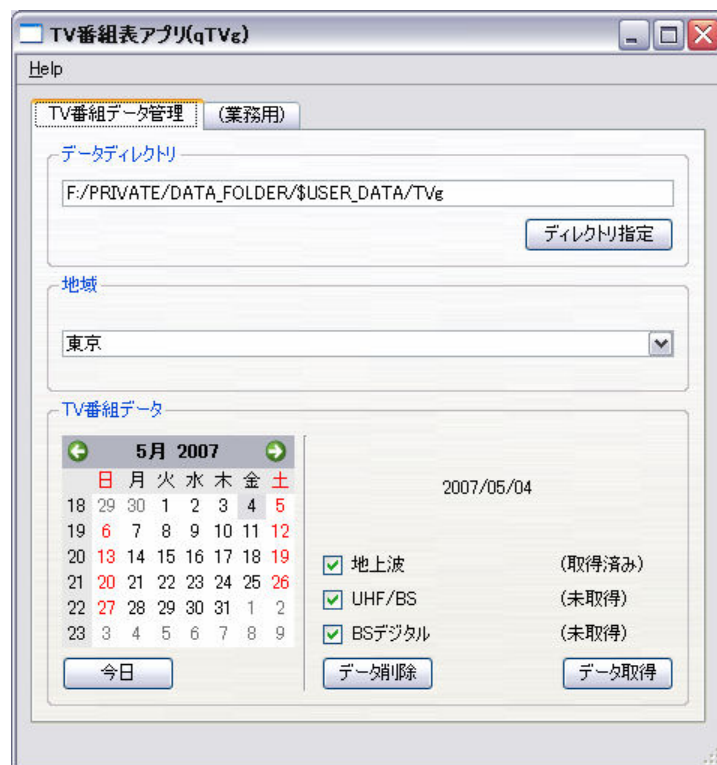 TV番組表アプリ(qTVg)
Help
TV番組データ管理 (業務用)
データディレクトリ
F:/PRIVATE/DATA_FOLDER/$USER_DATA/TVg
ディレクトリ指定
地域
東京
TV番組データ
5月 2007
日 月 火 水 木 金 土
18 29 30 1 2 3 4 5
19 6 7 8 9 10 11 12
20 13 14 15 16 17 18 19
21 20 21 22 23 24 25 26
22 27 28 29 30 31 1 2
23 3 4 5 6 7 8 9
今日
2007/05/04
地上波 (取得済み)
UHF/BS (未取得)
BSデジタル (未取得)
データ削除 データ取得